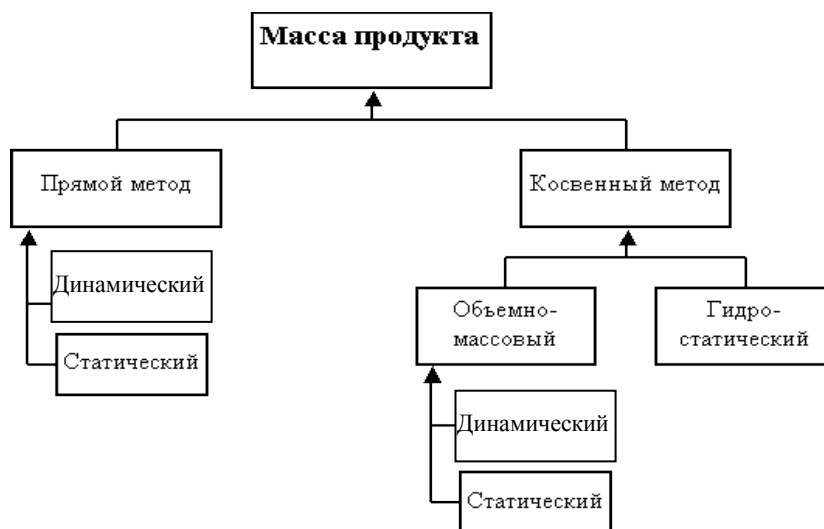 Масса продукта
Прямой метод
Косвенный метод
Динамический
Статический
Объемно-
массовый
Гидро-
статический
Динамический
Статический